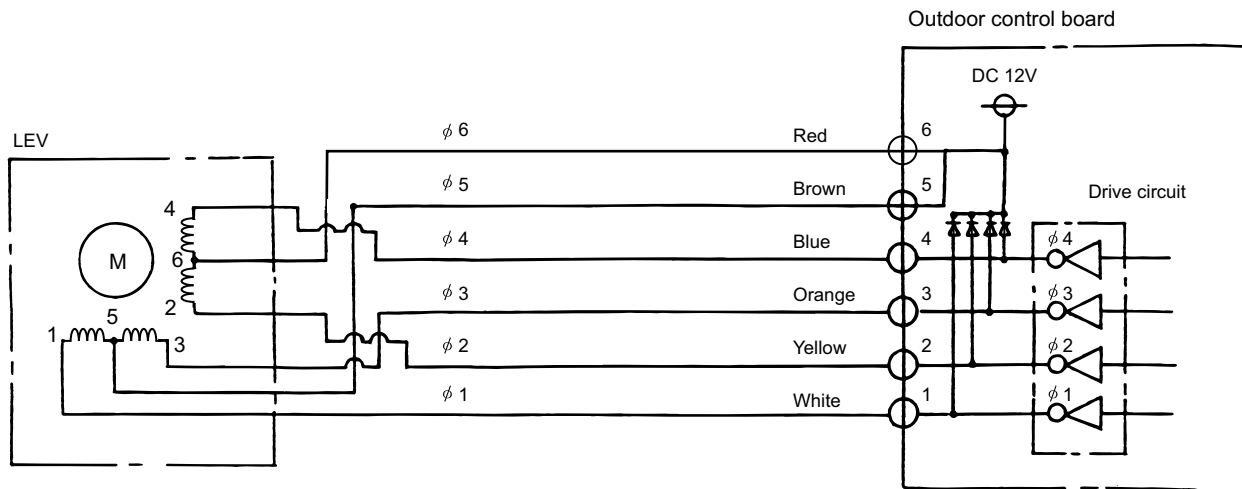 Outdoor control board
DC 12V
LEV
ϕ 6 Red 6
ϕ 5 Brown 5
Drive circuit
4
ϕ 4 Blue 4 ϕ 4
M 6
ϕ 3 Orange 3 ϕ 3
2
1 5 3
ϕ 2 Yellow 2 ϕ 2
ϕ 1 White 1 ϕ 1